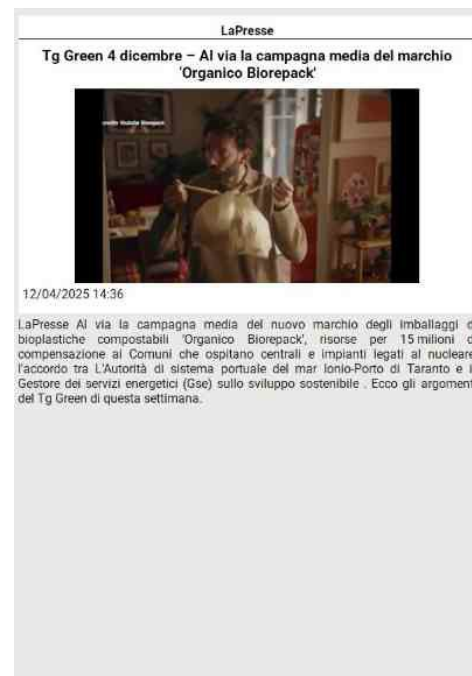 LaPresse
Tg Green 4 dicembre – Al via la campagna media del marchio
'Organico Biorepack'
12/04/2025 14:36
LaPresse Al via la campagna media del nuovo marchio degli imballaggi
bioplastiche compostabili 'Organico Biorepack', risorse per 15 milioni
compensazione ai Comuni che ospitano centrali e impianti legati al nucleare
l'accordo tra L'Autorità di sistema portuale del mar Ionio-Porto di Taranto e
Gestore dei servizi energetici (Gse) sullo sviluppo sostenibile . Ecco gli argoment
del Tg Green di questa settimana.